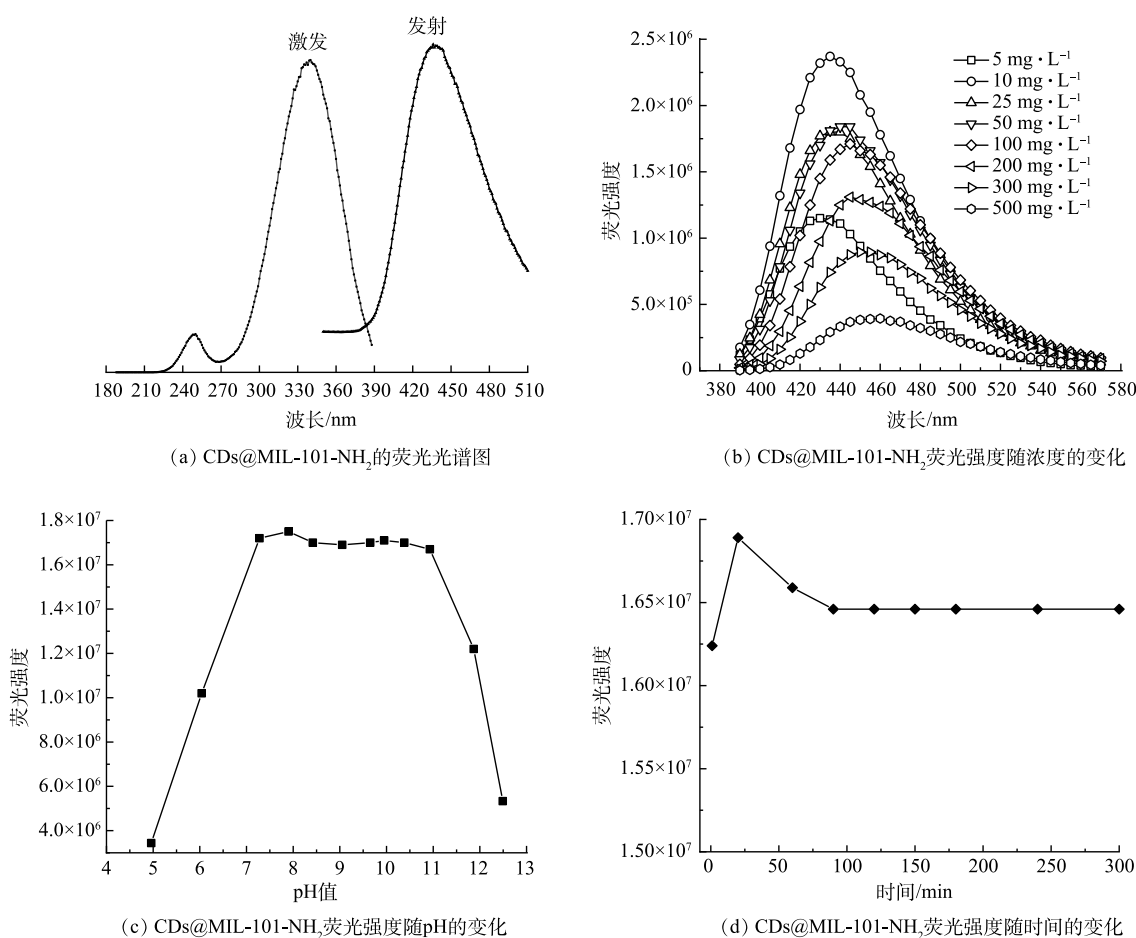 激发
发射
180 210 240 270 300 330 360 390 420 450 480 510
波长/nm
(a) CDs@MIL-101-NH₂的荧光光谱图
2.5×10⁶
2.0×10⁶
1.5×10⁶
1.0×10⁶
5.0×10⁵
0
荧光强度
5 mg·L⁻¹
10 mg·L⁻¹
25 mg·L⁻¹
50 mg·L⁻¹
100 mg·L⁻¹
200 mg·L⁻¹
300 mg·L⁻¹
500 mg·L⁻¹
380 400 420 440 460 480 500 520 540 560 580
波长/nm
(b) CDs@MIL-101-NH₂荧光强度随浓度的变化
1.8×10⁷
1.6×10⁷
1.4×10⁷
1.2×10⁷
1.0×10⁷
8.0×10⁶
6.0×10⁶
4.0×10⁶
荧光强度
4 5 6 7 8 9 10 11 12 13
pH值
(c) CDs@MIL-101-NH₂荧光强度随pH的变化
1.70×10⁷
1.65×10⁷
1.60×10⁷
1.55×10⁷
1.50×10⁷
荧光强度
0 50 100 150 200 250 300
时间/min
(d) CDs@MIL-101-NH₂荧光强度随时间的变化